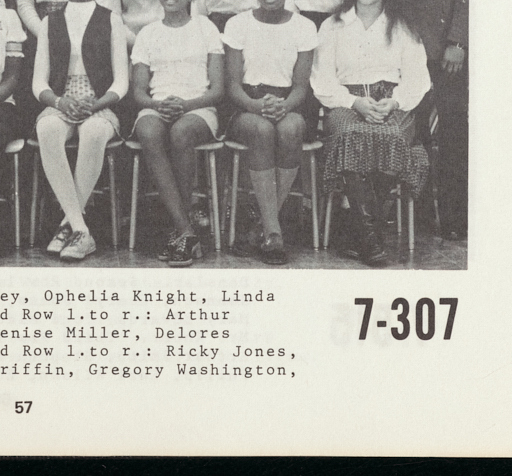 ey, Ophelia Knight, Linda
d Row l.to r.: Arthur
enise Miller, Delores
d Row l.to r.: Ricky Jones,
riffin, Gregory Washington,
7-307
57